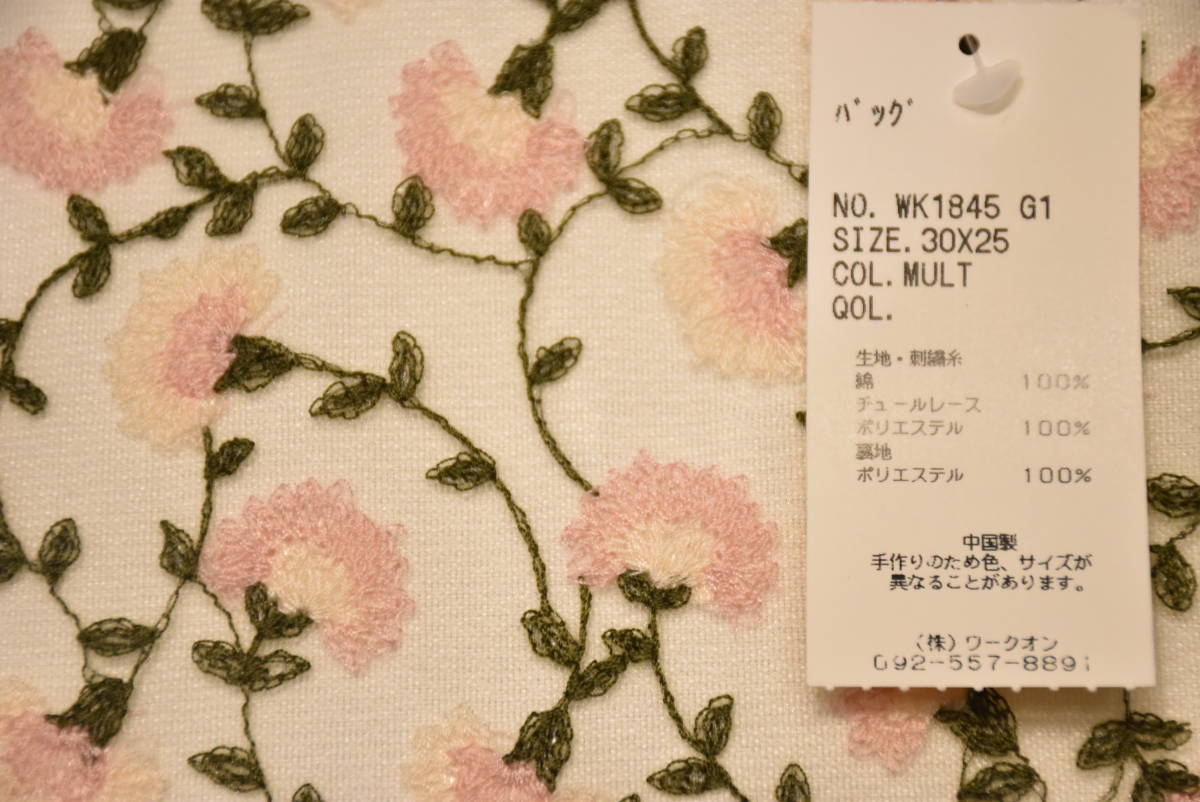 バッグ
NO. WK1845 G1
SIZE. 30X25
COL. MULT
QOL.
生地・刺繍糸
綿 100%
チュールレース
ポリエステル 100%
裏地
ポリエステル 100%
中国製
手作りのため色、サイズが
異なることがあります。
(株)ワークオン
092-557-8891